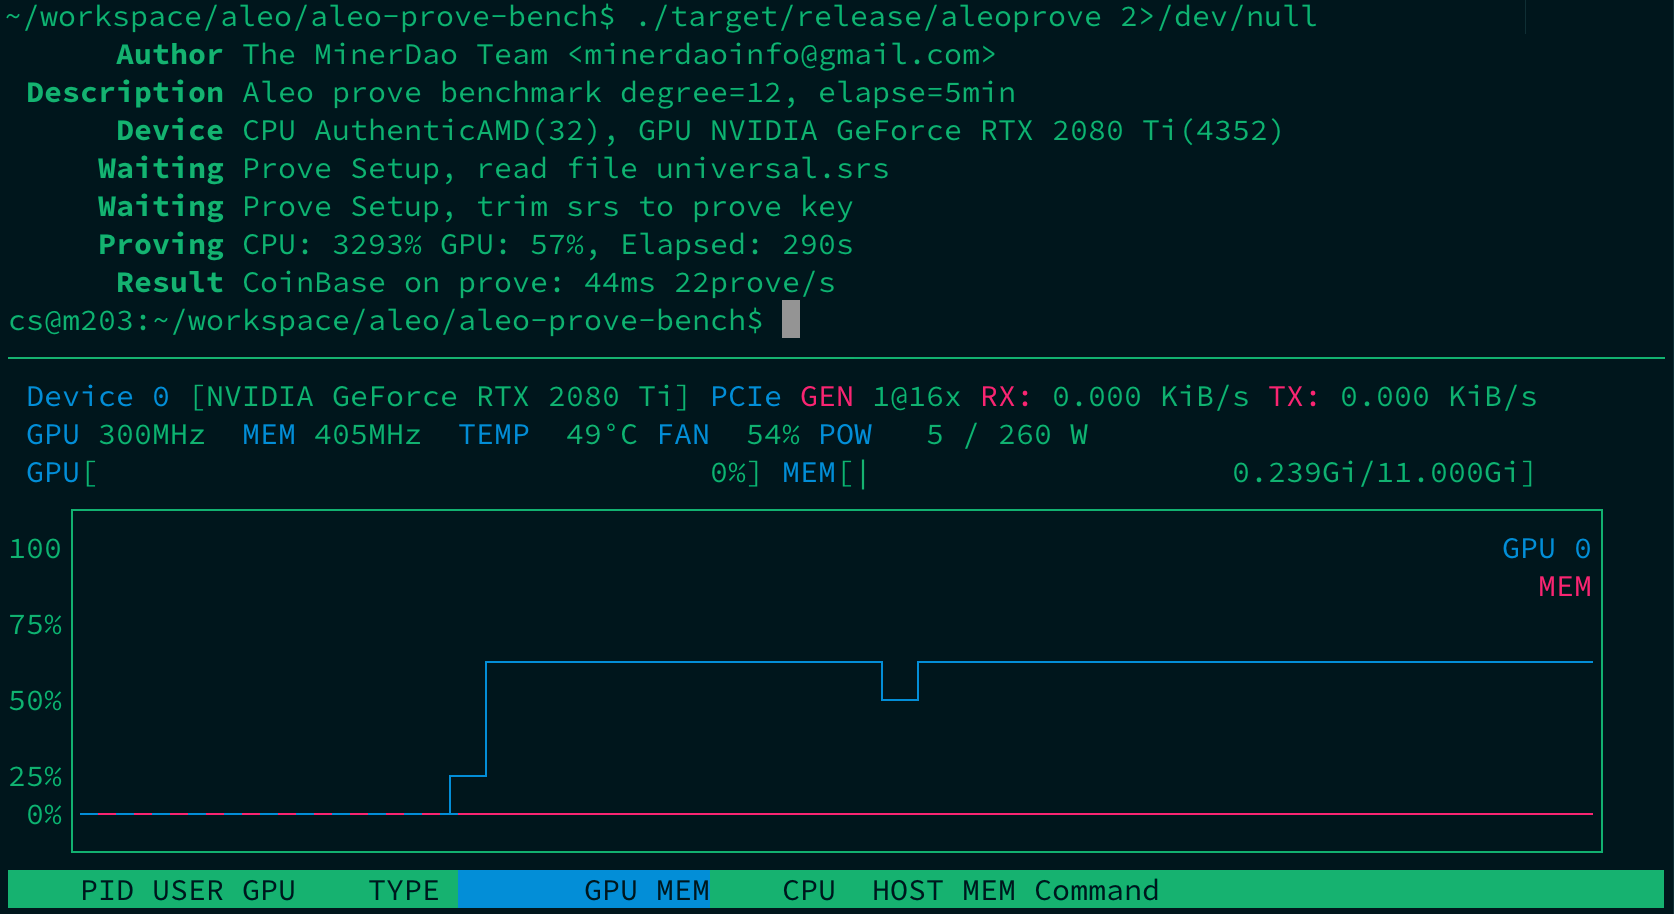 ~/workspace/aleo/aleo-prove-bench$ ./target/release/aleoprove 2>/dev/null
Author The MinerDao Team <minerdaoinfo@gmail.com>
Description Aleo prove benchmark degree=12, elapse=5min
Device CPU AuthenticAMD(32), GPU NVIDIA GeForce RTX 2080 Ti(4352)
Waiting Prove Setup, read file universal.srs
Waiting Prove Setup, trim srs to prove key
Proving CPU: 3293% GPU: 57%, Elapsed: 290s
Result CoinBase on prove: 44ms 22prove/s
cs@m203:~/workspace/aleo/aleo-prove-bench$
Device 0 [NVIDIA GeForce RTX 2080 Ti] PCIe GEN 1@16x RX: 0.000 KiB/s TX: 0.000 KiB/s
GPU 300MHz MEM 405MHz TEMP 49°C FAN 54% POW 5 / 260 W
GPU[ 0%] MEM[| 0.239Gi/11.000Gi]
100 GPU 0
MEM
75%
50%
25%
0%
PID USER GPU TYPE GPU MEM CPU HOST MEM Command